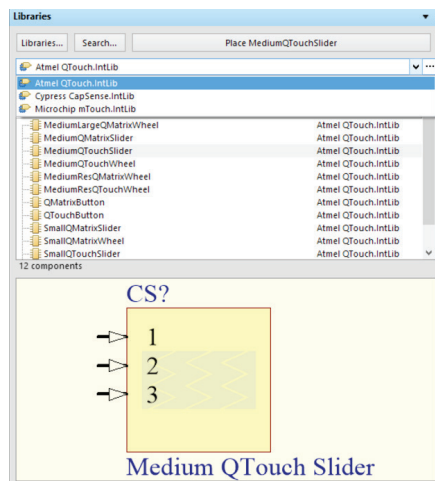 Libraries
Libraries... Search... Place MediumQTouchSlider
Atmel QTouch.IntLib ...
Atmel QTouch.IntLib
Cypress CapSense.IntLib
Microchip mTouch.IntLib
MediumLargeQMatrixWheel Atmel QTouch.IntLib
MediumQMatrixSlider Atmel QTouch.IntLib
MediumQTouchSlider Atmel QTouch.IntLib
MediumQTouchWheel Atmel QTouch.IntLib
MediumResQMatrixWheel Atmel QTouch.IntLib
MediumResQTouchWheel Atmel QTouch.IntLib
QMatrixButton Atmel QTouch.IntLib
QTouchButton Atmel QTouch.IntLib
SmallQMatrixSlider Atmel QTouch.IntLib
SmallQMatrixWheel Atmel QTouch.IntLib
SmallQTouchSlider Atmel QTouch.IntLib
12 components
CS?
1
2
3
Medium QTouch Slider